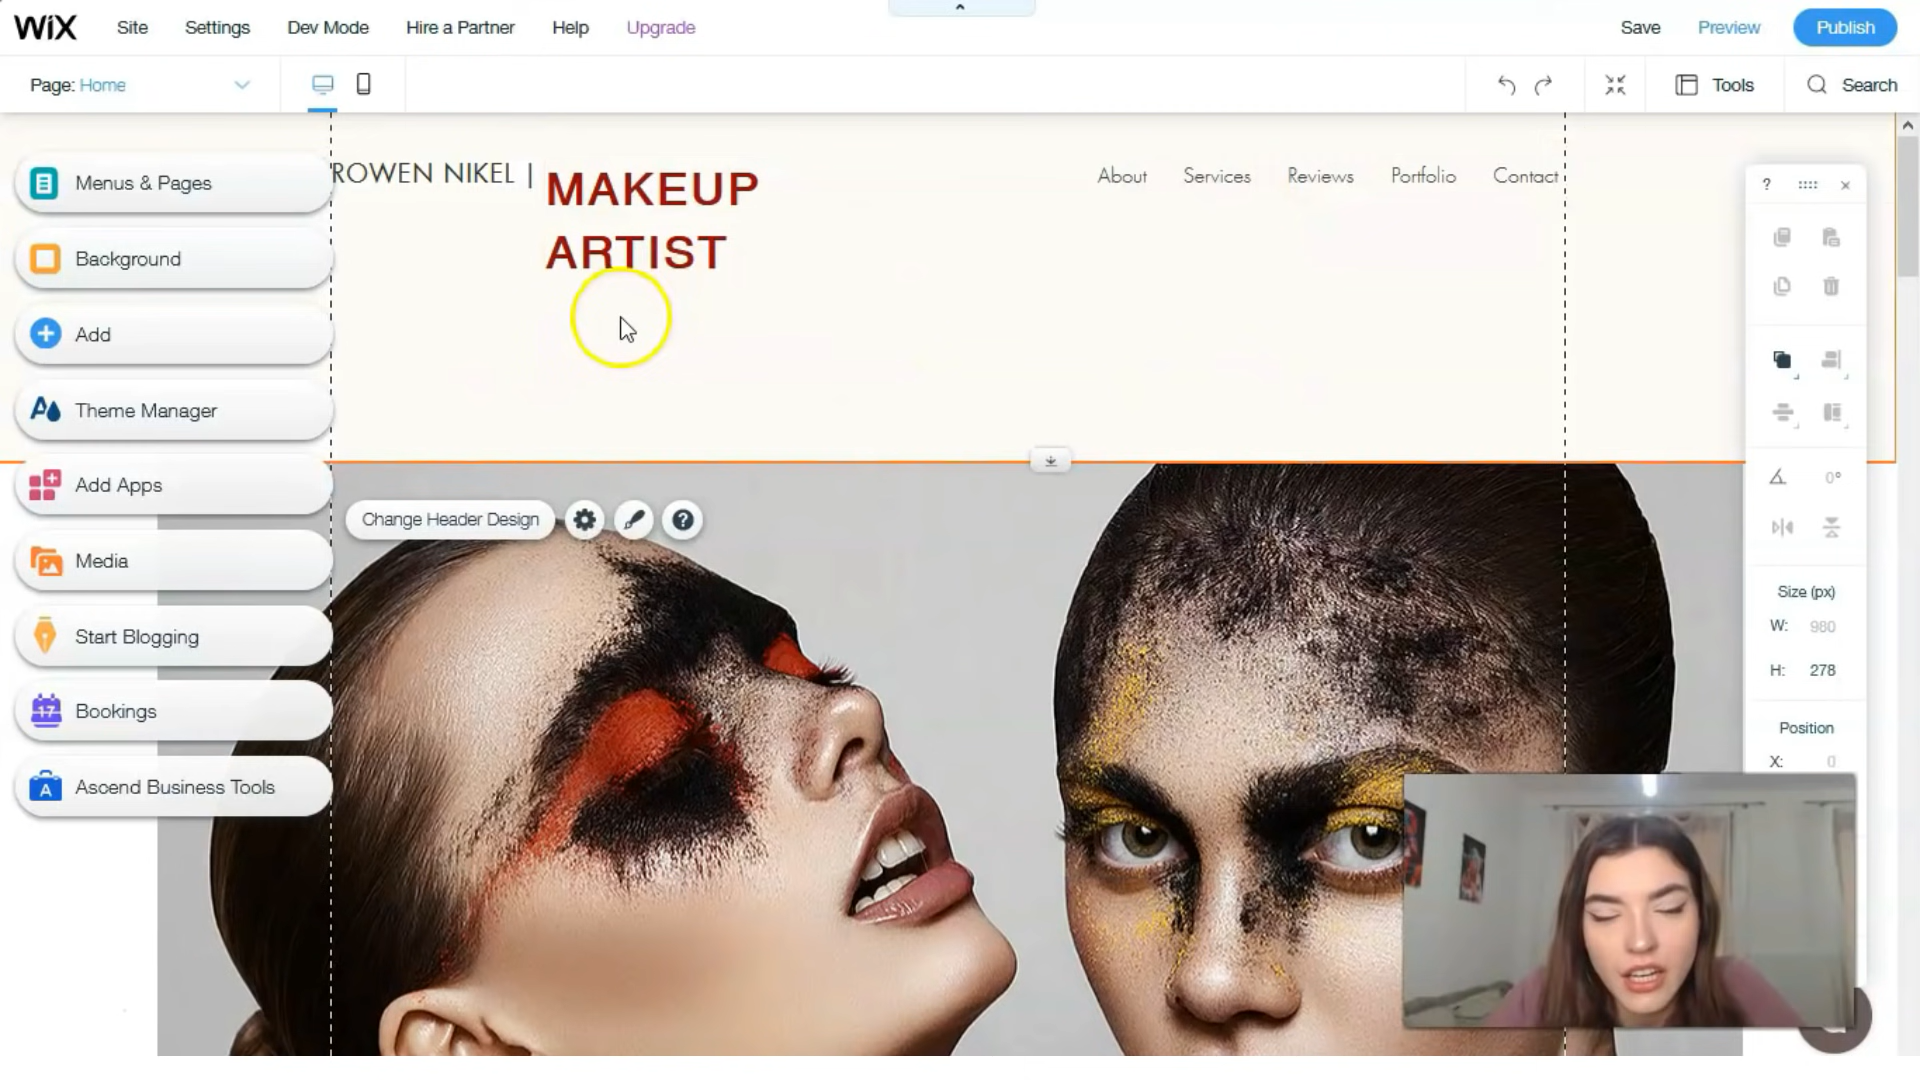 WiX Site Settings Dev Mode Hire a Partner Help Upgrade Save Preview Publish
Page: Home Tools Search
ROWEN NIKEL | MAKEUP
ARTIST
About Services Reviews Portfolio Contact
Menus & Pages
Background
Add
Theme Manager
Add Apps
Media
Start Blogging
17 Bookings
A Ascend Business Tools
Change Header Design ?
?
0°
Size (px)
W: 980
H: 278
Position
X: 0